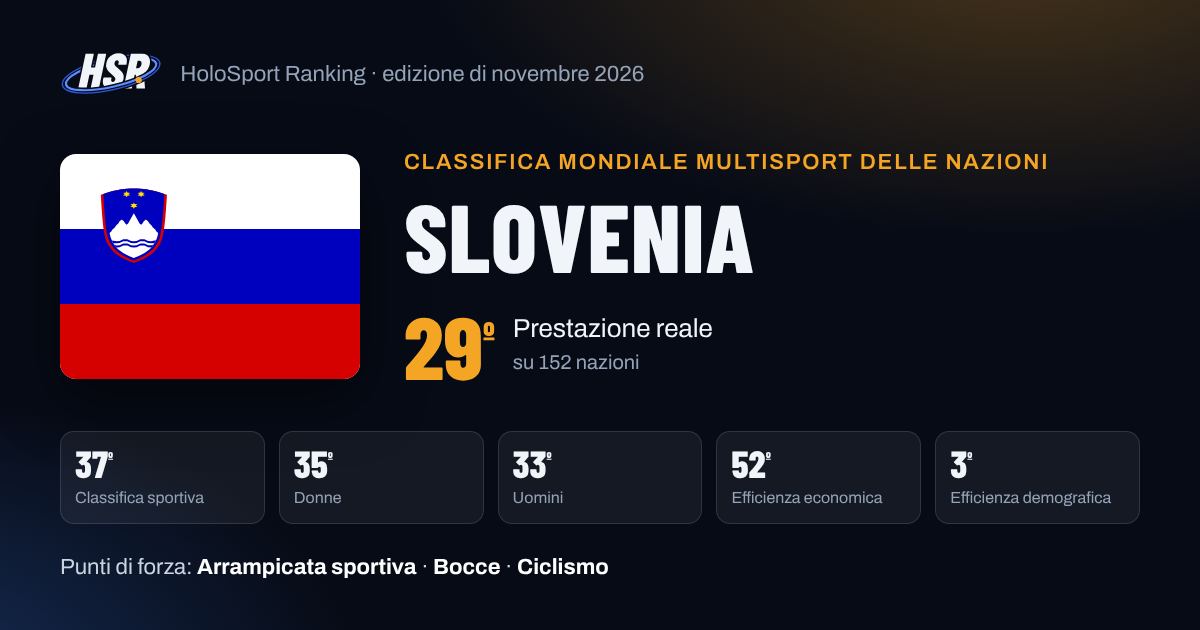 HSR
HoloSport Ranking · edizione di novembre 2026
CLASSIFICA MONDIALE MULTISPORT DELLE NAZIONI
SLOVENIA
29º
Prestazione reale
su 152 nazioni
37º
Classifica sportiva
35º
Donne
33º
Uomini
52º
Efficienza economica
3º
Efficienza demografica
Punti di forza: Arrampicata sportiva · Bocce · Ciclismo